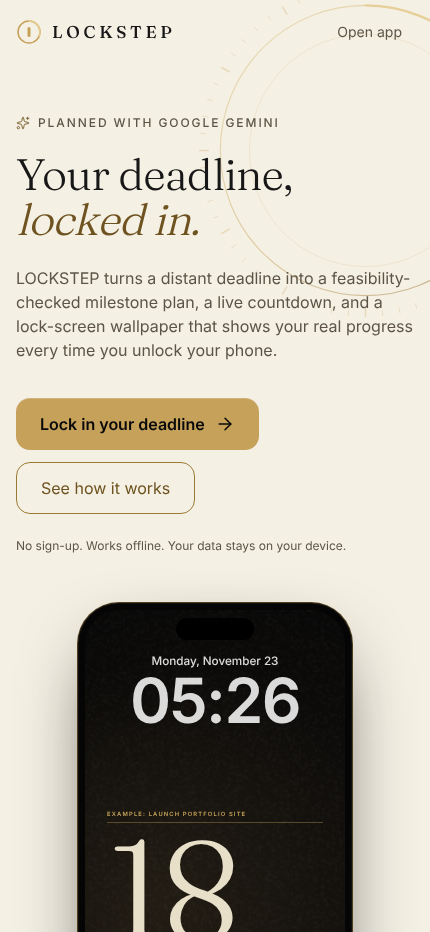 LOCKSTEP
Open app
PLANNED WITH GOOGLE GEMINI
Your deadline,
locked in.
LOCKSTEP turns a distant deadline into a feasibility-
checked milestone plan, a live countdown, and a
lock-screen wallpaper that shows your real progress
every time you unlock your phone.
Lock in your deadline →
See how it works
No sign-up. Works offline. Your data stays on your device.
Monday, November 23
05:26
EXAMPLE: LAUNCH PORTFOLIO SITE
18